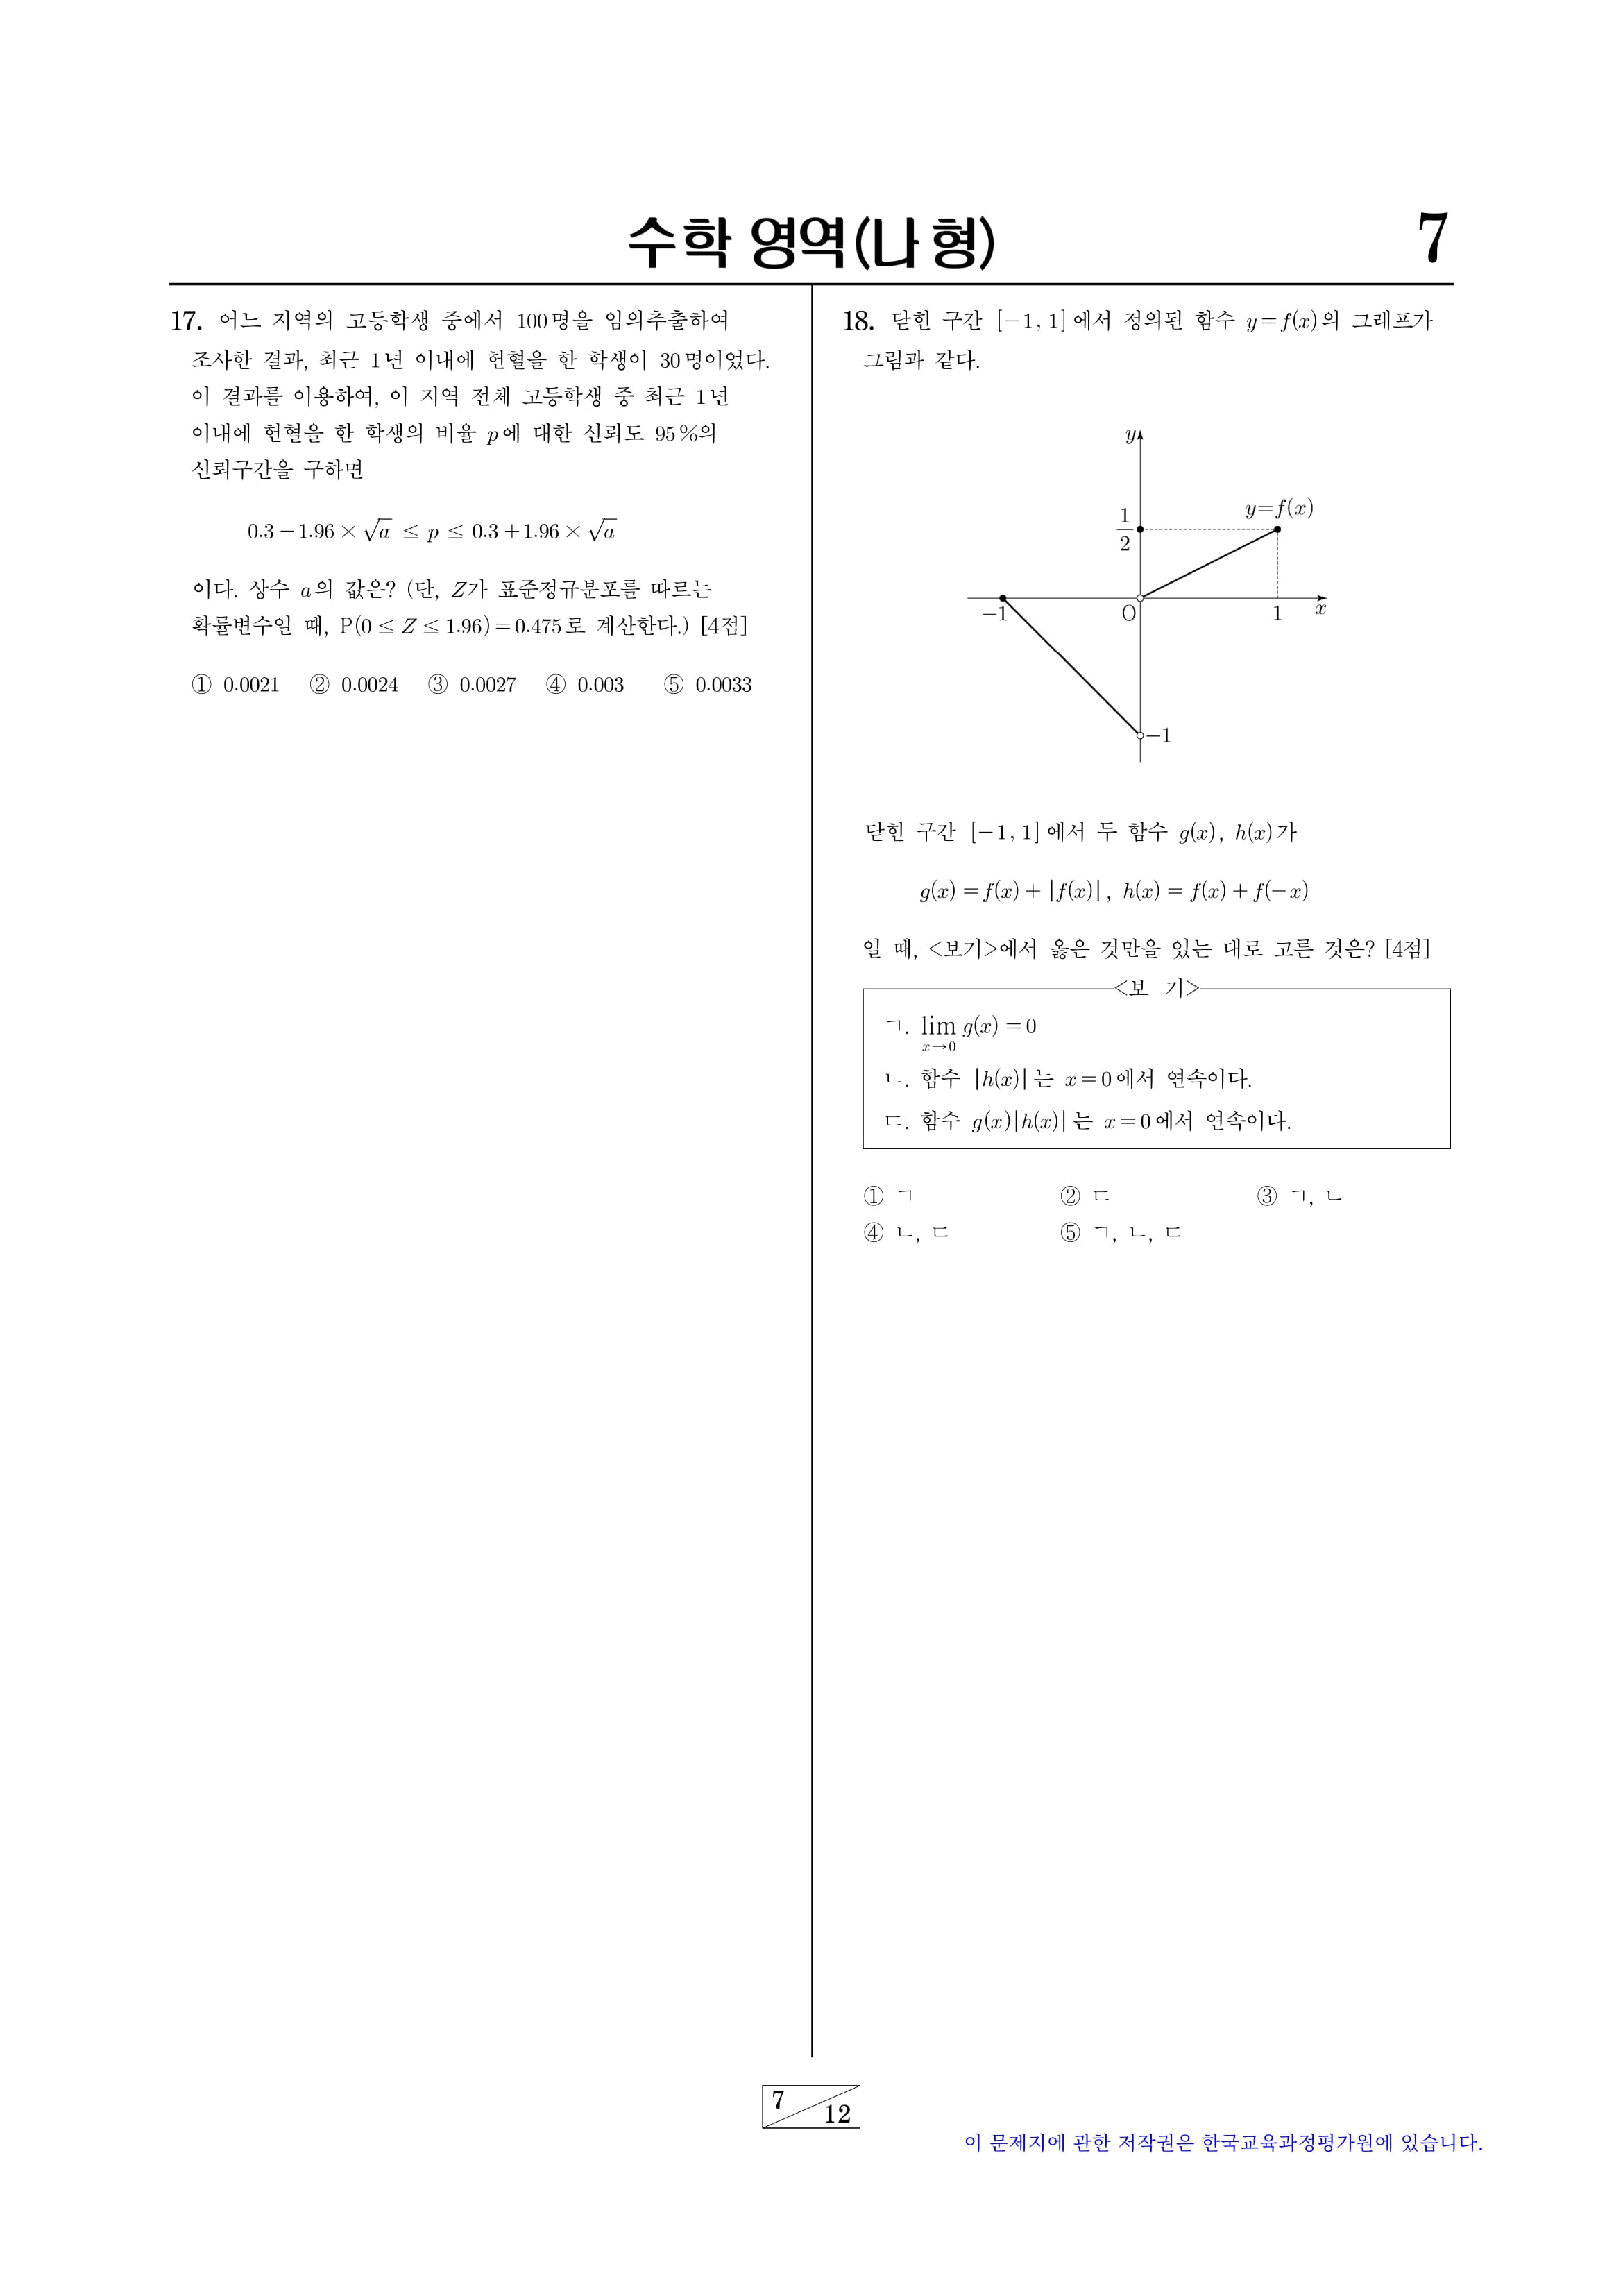 수학 영역(나형)
7
17. 어느 지역의 고등학생 중에서 100명을 임의추출하여
조사한 결과, 최근 1년 이내에 헌혈을 한 학생이 30명이었다.
이 결과를 이용하여, 이 지역 전체 고등학생 중 최근 1년
이내에 헌혈을 한 학생의 비율 p에 대한 신뢰도 95%의
신뢰구간을 구하면
0.3－1.96×√a ≤ p ≤ 0.3＋1.96×√a
이다. 상수 a의 값은? (단, Z가 표준정규분포를 따르는
확률변수일 때, P(0 ≤ Z ≤ 1.96)=0.475로 계산한다.) [4점]
① 0.0021 ② 0.0024 ③ 0.0027 ④ 0.003 ⑤ 0.0033
18. 닫힌 구간 [－1, 1]에서 정의된 함수 y=f(x)의 그래프가
그림과 같다.
y
y=f(x)
1
2
－1
O
1
x
－1
닫힌 구간 [－1, 1]에서 두 함수 g(x), h(x)가
g(x)=f(x)+|f(x)|, h(x)=f(x)+f(－x)
일 때, <보기>에서 옳은 것만을 있는 대로 고른 것은? [4점]
<보 기>
ㄱ. lim g(x)=0
x→0
ㄴ. 함수 |h(x)|는 x=0에서 연속이다.
ㄷ. 함수 g(x)|h(x)|는 x=0에서 연속이다.
① ㄱ ② ㄷ ③ ㄱ, ㄴ
④ ㄴ, ㄷ ⑤ ㄱ, ㄴ, ㄷ
7
12
이 문제지에 관한 저작권은 한국교육과정평가원에 있습니다.